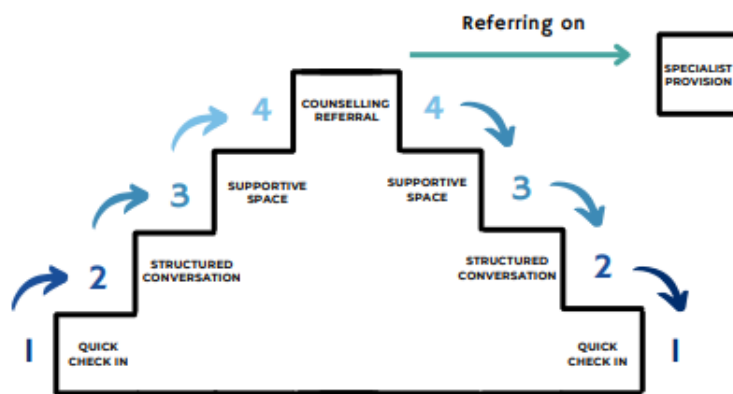 Referring on
SPECIALIST
PROVISION
4
COUNSELLING
REFERRAL
4
3
SUPPORTIVE
SPACE
SUPPORTIVE
SPACE
3
2
STRUCTURED
CONVERSATION
STRUCTURED
CONVERSATION
2
1
QUICK
CHECK IN
QUICK
CHECK IN
1